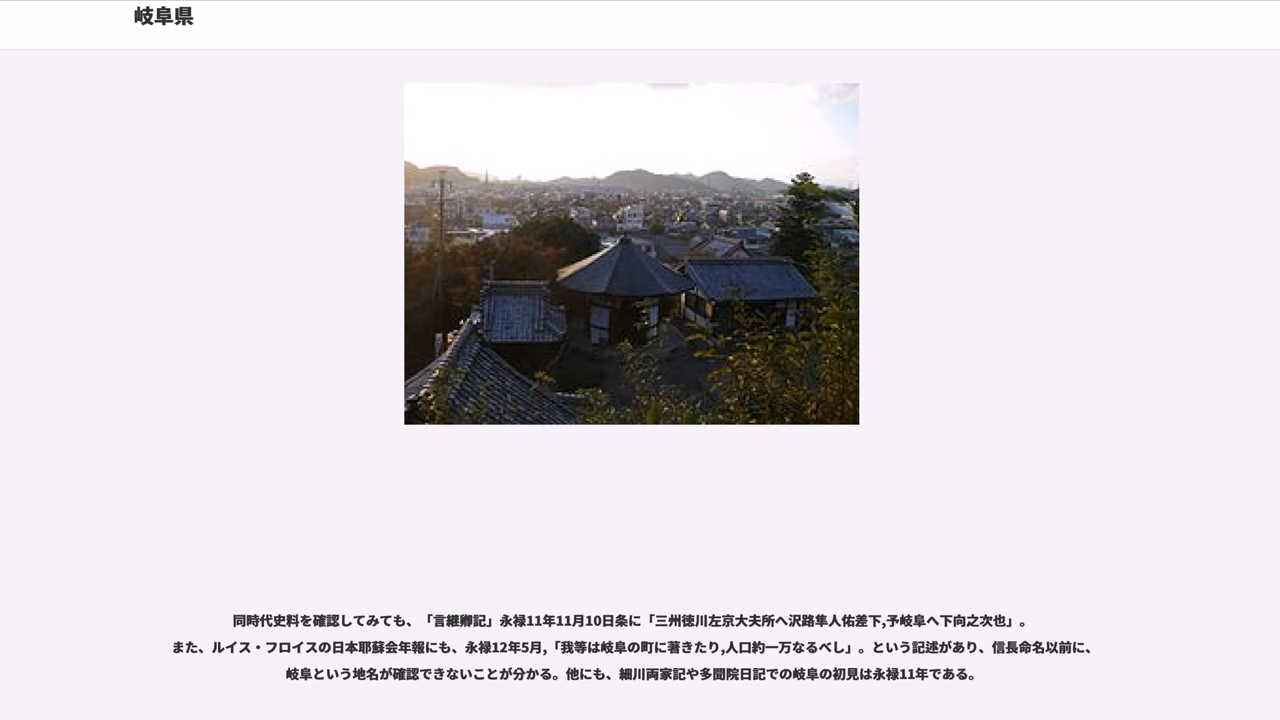 岐阜県
同時代史料を確認してみても、「言継卿記」永禄11年11月10日条に「三州徳川左京大夫所へ沢路隼人佑差下,予岐阜へ下向之次也」。
また、ルイス・フロイスの日本耶蘇会年報にも、永禄12年5月,「我等は岐阜の町に著きたり,人口約一万なるべし」。という記述があり、信長命名以前に、
岐阜という地名が確認できないことが分かる。他にも、細川両家記や多聞院日記での岐阜の初見は永禄11年である。